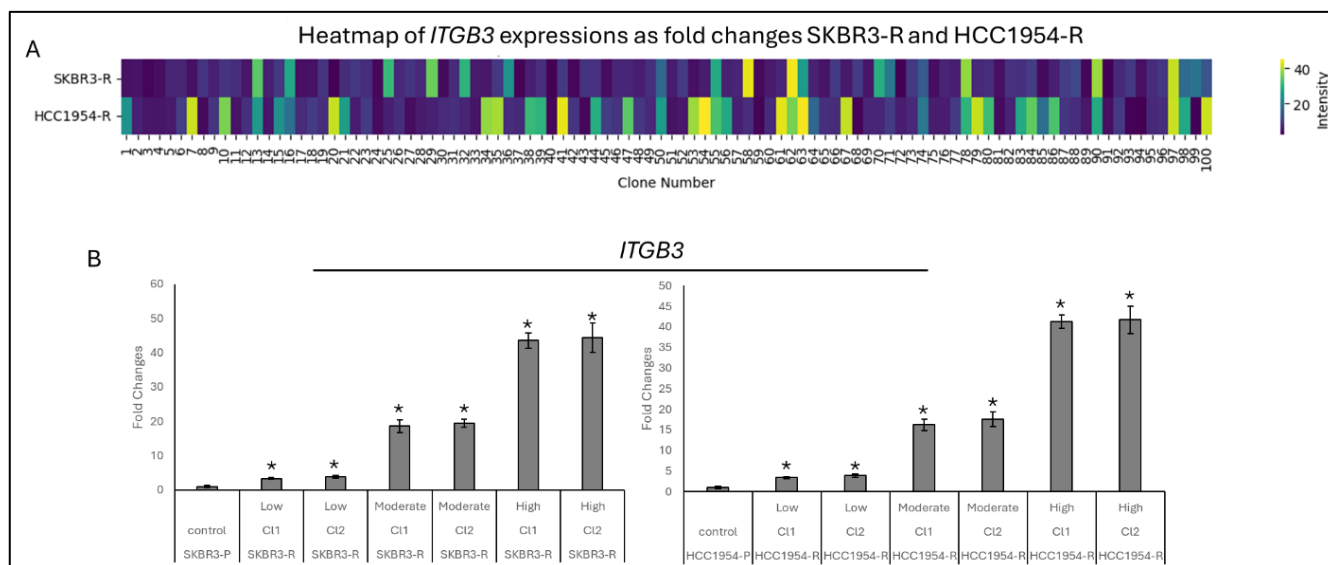 A
Heatmap of ITGB3 expressions as fold changes SKBR3-R and HCC1954-R
SKBR3-R
HCC1954-R
1 2 3 4 5 6 7 8 9 10 11 12 13 14 15 16 17 18 19 20 21 22 23 24 25 26 27 28 29 30 31 32 33 34 35 36 37 38 39 40 41 42 43 44 45 46 47 48 49 50 51 52 53 54 55 56 57 58 59 60 61 62 63 64 65 66 67 68 69 70 71 72 73 74 75 76 77 78 79 80 81 82 83 84 85 86 87 88 89 90 91 92 93 94 95 96 97 98 99 100
Clone Number
40
20
Intensity
B
ITGB3
60
50
40
30
20
10
0
Fold Changes
* * * * * *
Low Low Moderate Moderate High High
control Cl1 Cl2 Cl1 Cl2 Cl1 Cl2
SKBR3-P SKBR3-R SKBR3-R SKBR3-R SKBR3-R SKBR3-R SKBR3-R
50
45
40
35
30
25
20
15
10
5
0
Fold Changes
* * * * * *
Low Low Moderate Moderate High High
control Cl1 Cl2 Cl1 Cl2 Cl1 Cl2
HCC1954-P HCC1954-R HCC1954-R HCC1954-R HCC1954-R HCC1954-R HCC1954-R